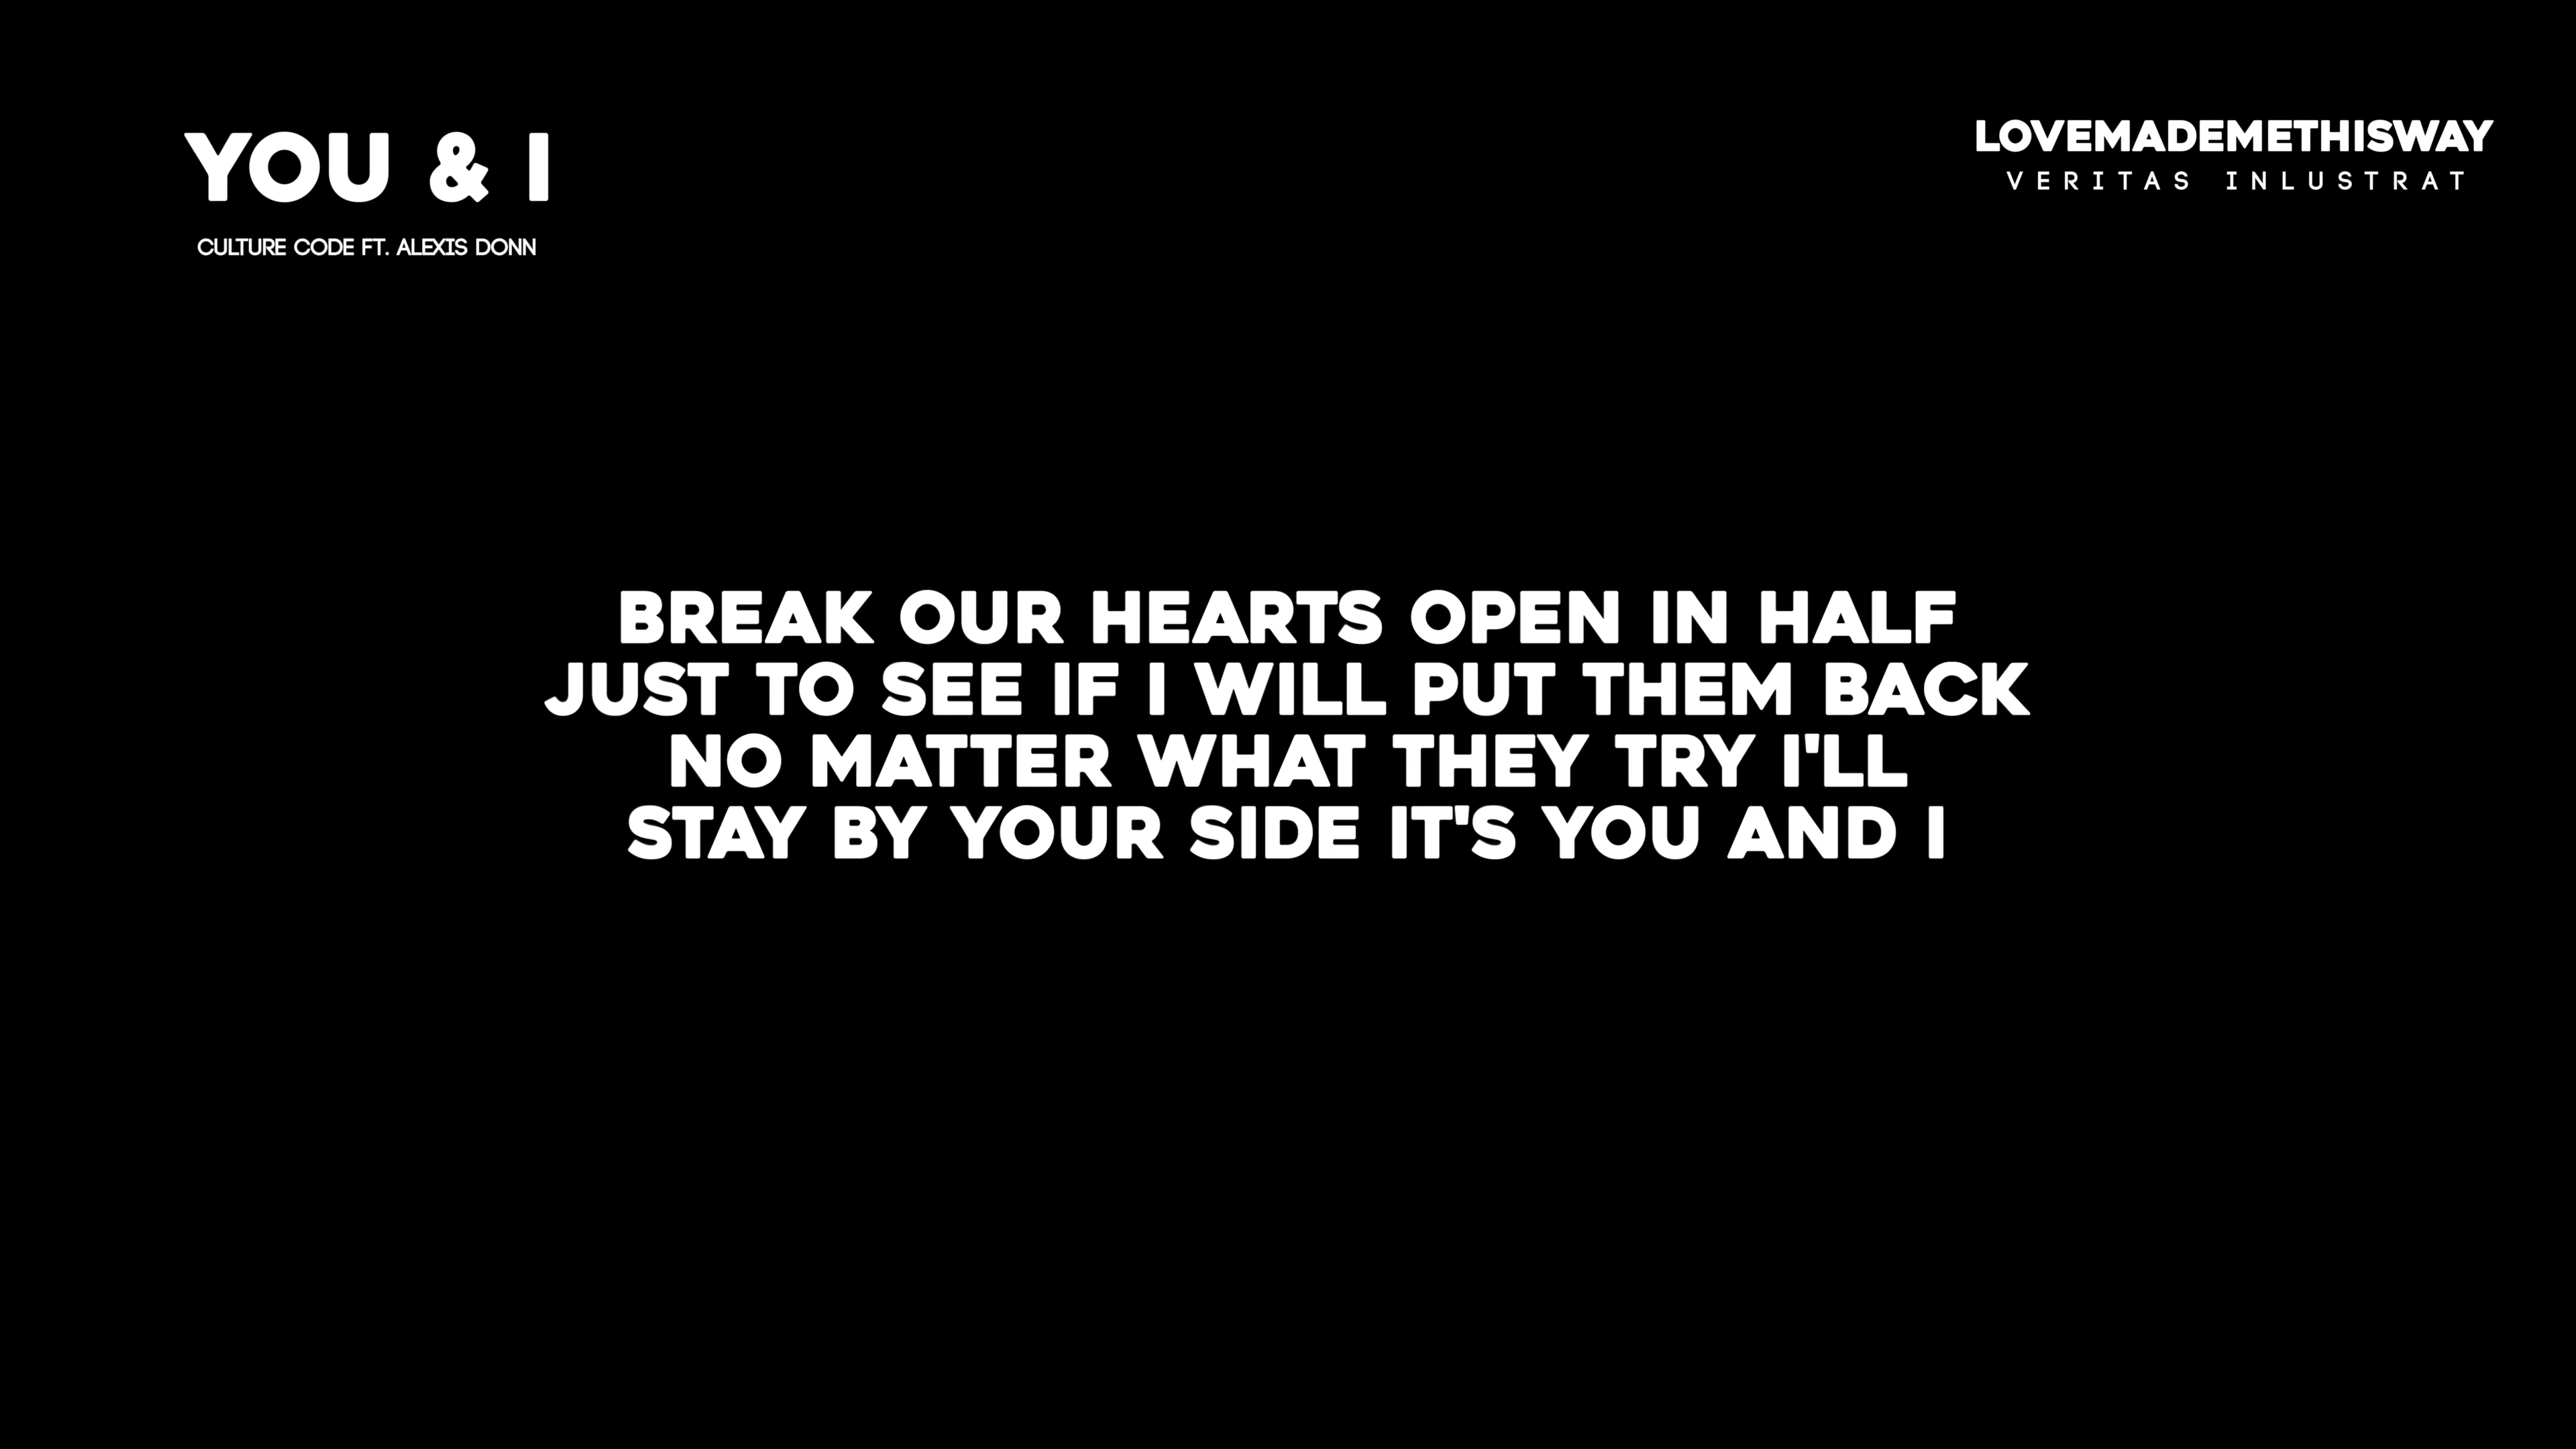 YOU & I
CULTURE CODE FT. ALEXIS DONN
LOVEMADEMETHISWAY
VERITAS INLUSTRAT
BREAK OUR HEARTS OPEN IN HALF
JUST TO SEE IF I WILL PUT THEM BACK
NO MATTER WHAT THEY TRY I'LL
STAY BY YOUR SIDE IT'S YOU AND I